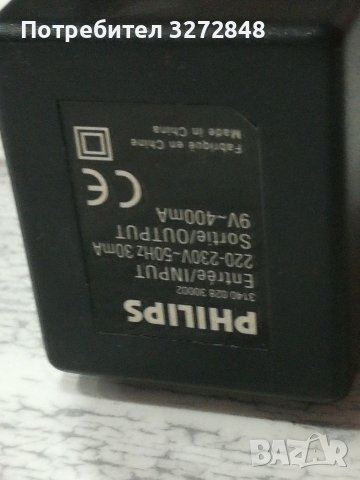 Потребител 3272848
PHILIPS
3140 028 30002
Entrée/INPUT
220-230V~50Hz 30mA
Sortie/OUTPUT
9V~400mA
CE
Fabriqué en Chine
Made in China
BAZAR